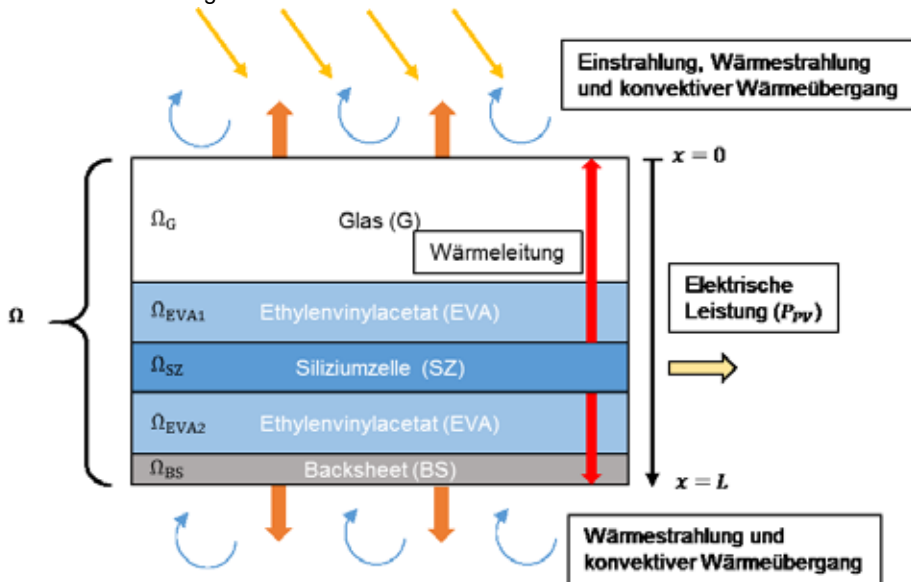 Einstrahlung, Wärmestrahlung
und konvektiver Wärmeübergang
x = 0
Ω_G
Glas (G)
Wärmeleitung
Elektrische
Leistung (P_PV)
Ω
Ω_EVA1
Ethylenvinylacetat (EVA)
Ω_SZ
Siliziumzelle (SZ)
Ω_EVA2
Ethylenvinylacetat (EVA)
Ω_BS
Backsheet (BS)
x = L
Wärmestrahlung und
konvektiver Wärmeübergang